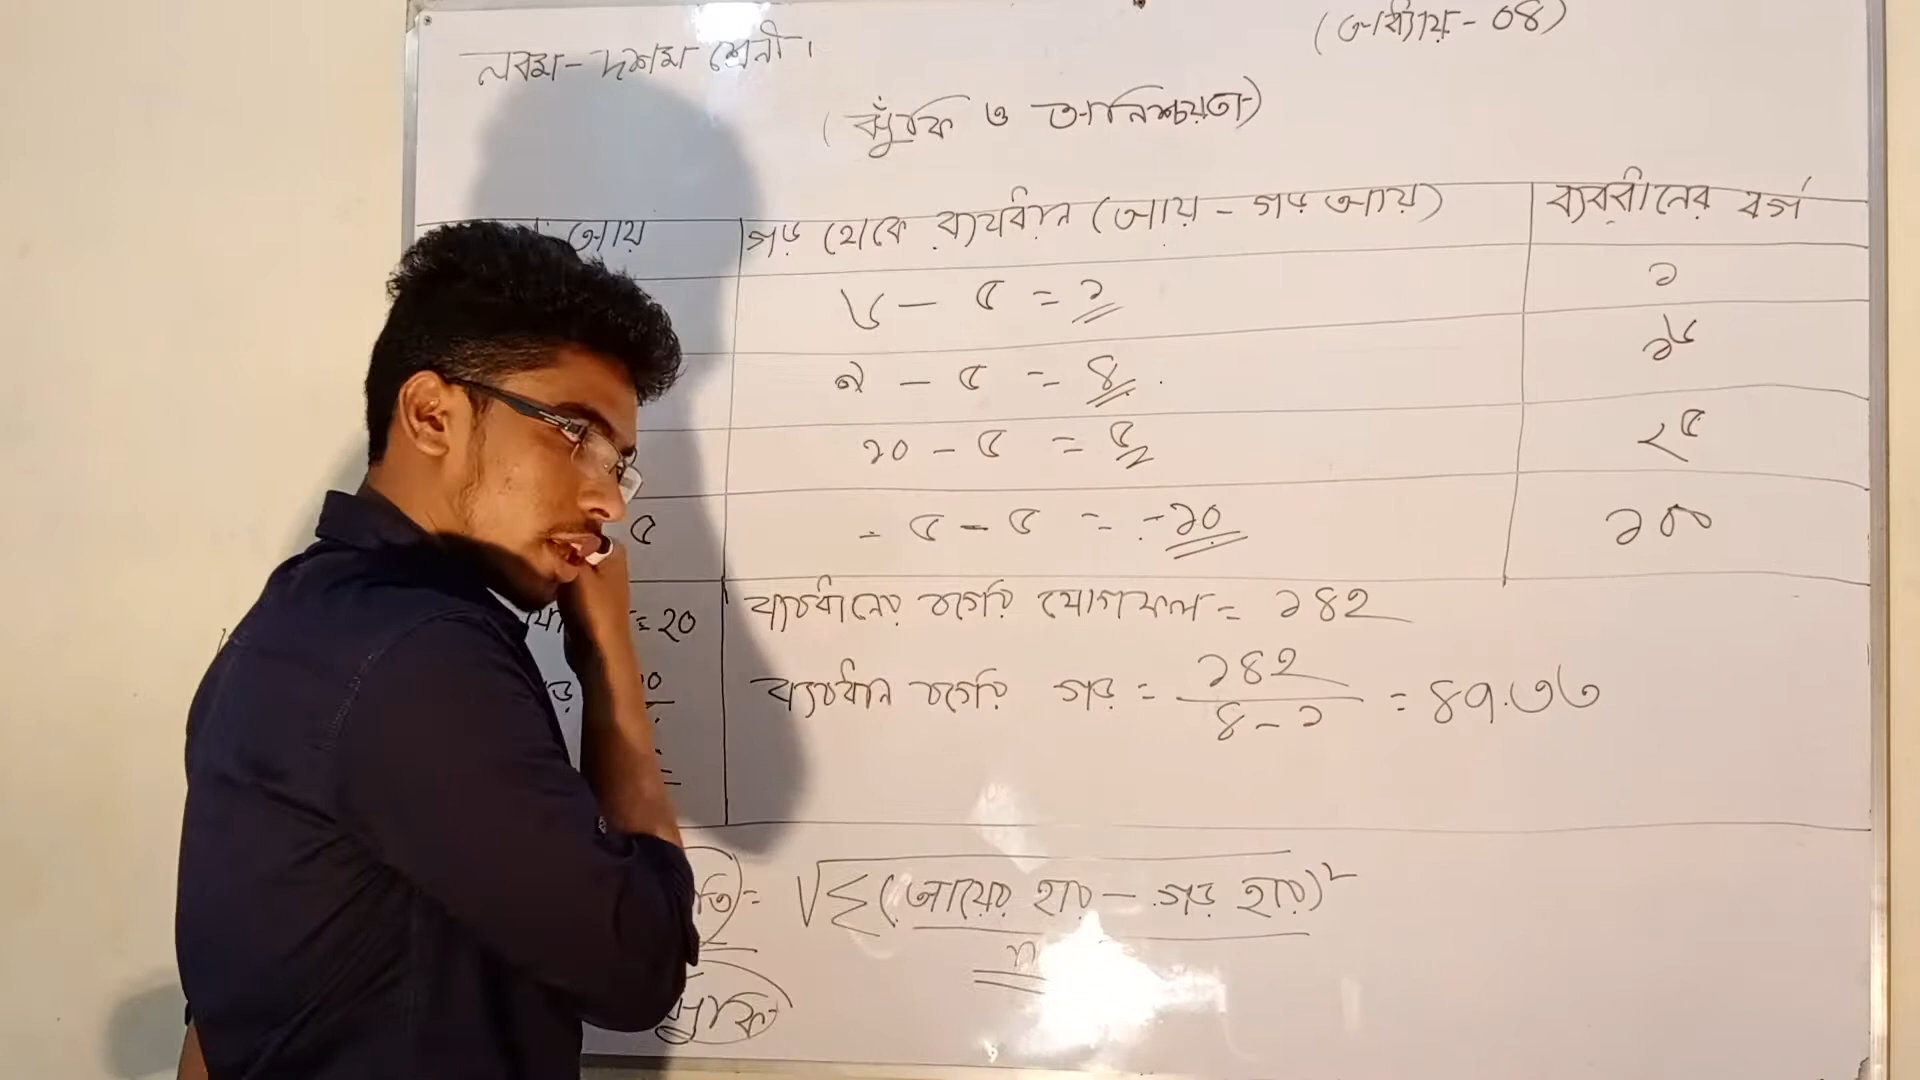 নবম - দশম শ্রেনী।
(অধ্যায় - ০৪)
(ঝুঁকি ও অনিশ্চয়তা)
আয় গড় থেকে ব্যবধান (আয় - গড় আয়) ব্যবধানের বর্গ
৬ - ৫ = ১ ১
৯ - ৫ = ৪ ১৬
১০ - ৫ = ৫ ২৫
৫ - ৫ - ৫ = -১০ ১০০
= ২০ ব্যবধানের বর্গের যোগফল = ১৪২
ব্যবধান বর্গের গড় = ১৪২ / ৪-১ = ৪৭.৩৩
= √Σ(আয়ের হার - গড় হার)² / n
ঝুঁকি